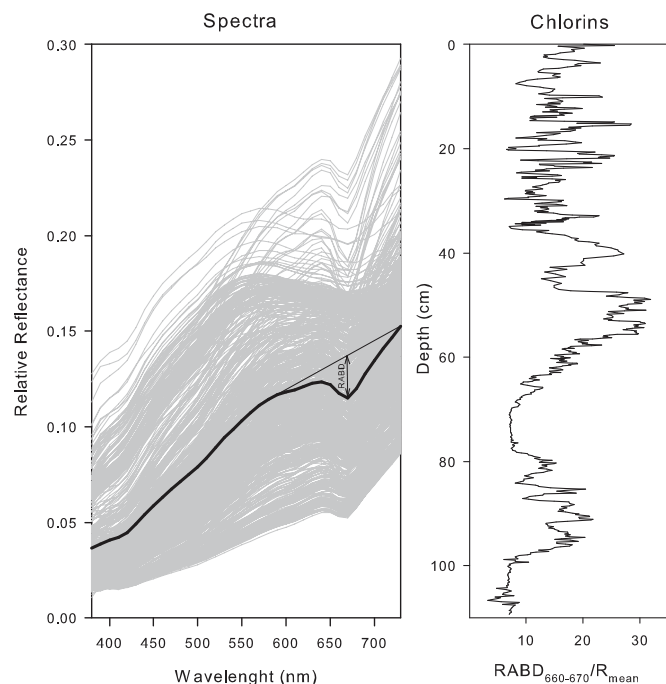 Spectra
0.30
0.25
0.20
0.15
0.10
0.05
0.00
Relative Reflectance
400 450 500 550 600 650 700
Wavelenght (nm)
RABD
Chlorins
0
20
40
60
80
100
Depth (cm)
10 20 30
RABD660-670/Rmean